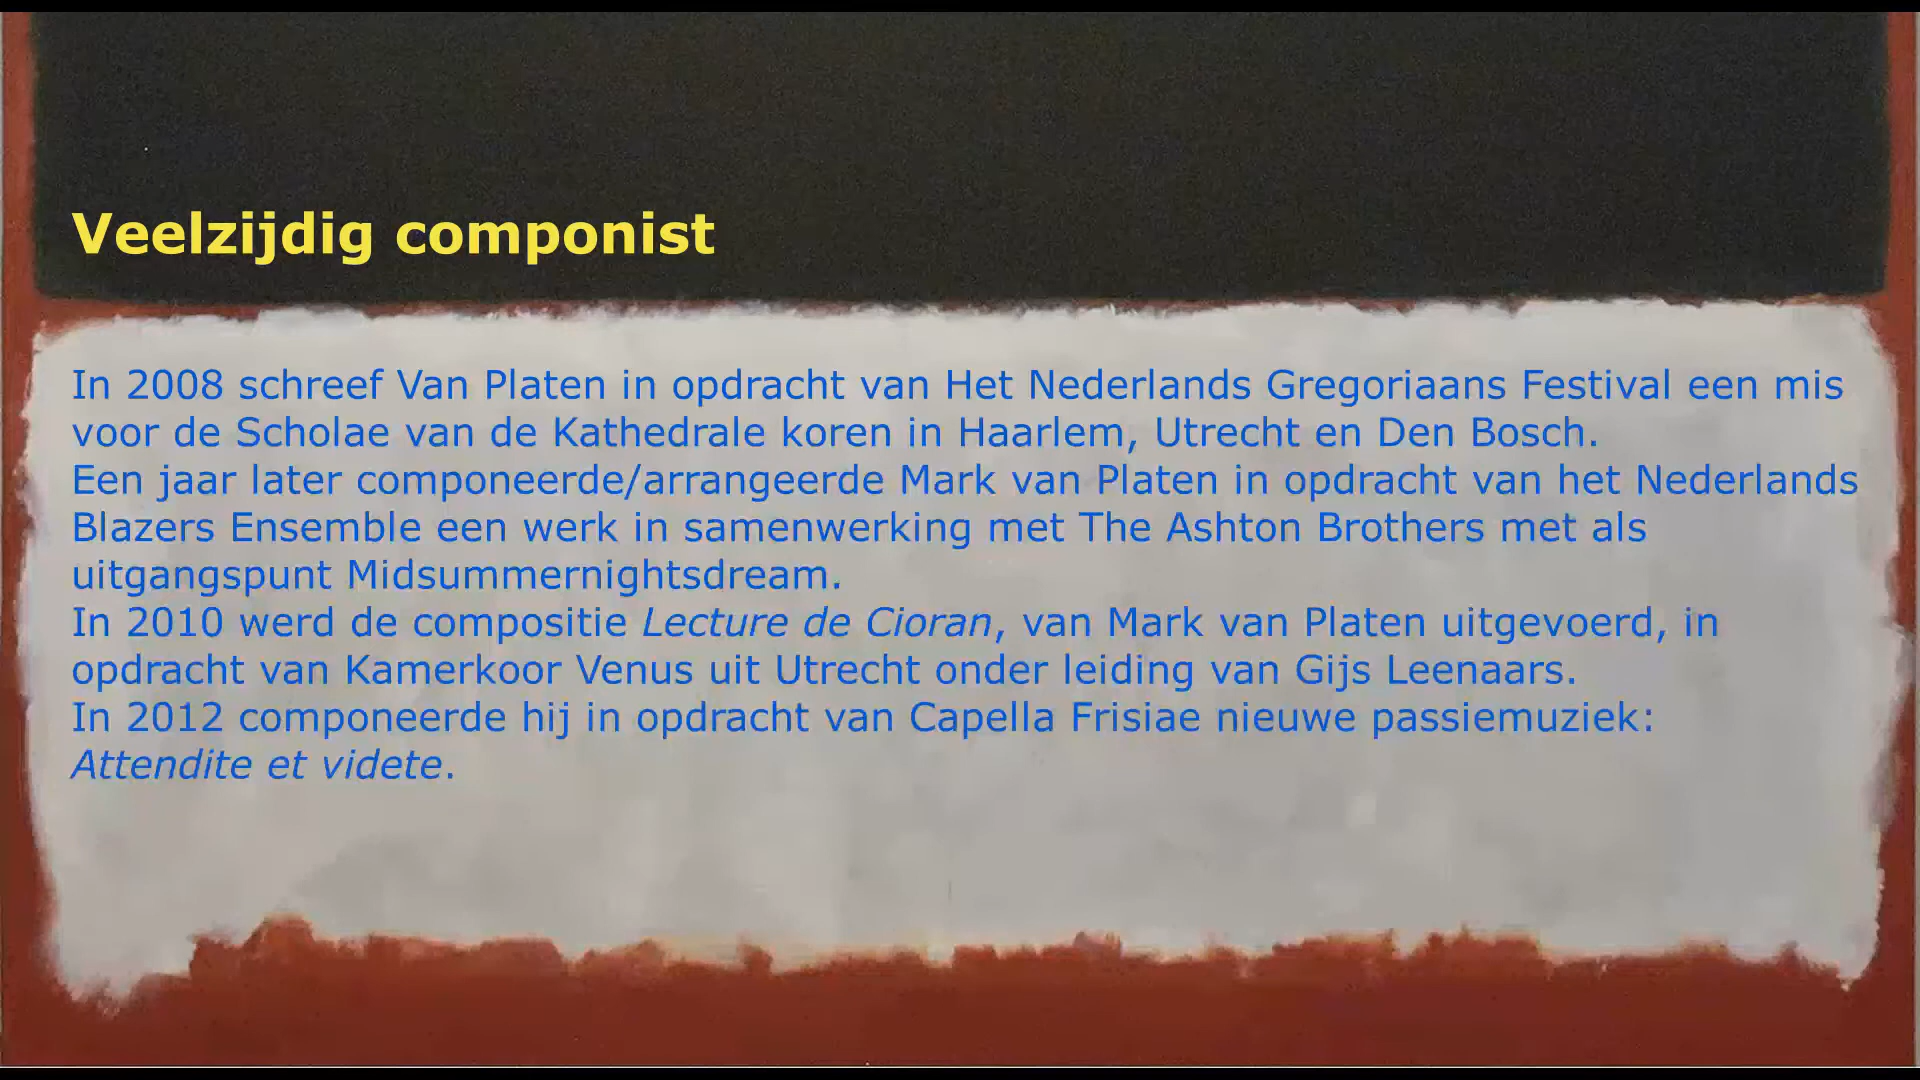 Veelzijdig componist
In 2008 schreef Van Platen in opdracht van Het Nederlands Gregoriaans Festival een mis
voor de Scholae van de Kathedrale koren in Haarlem, Utrecht en Den Bosch.
Een jaar later componeerde/arrangeerde Mark van Platen in opdracht van het Nederlands
Blazers Ensemble een werk in samenwerking met The Ashton Brothers met als
uitgangspunt Midsummernightsdream.
In 2010 werd de compositie Lecture de Cioran, van Mark van Platen uitgevoerd, in
opdracht van Kamerkoor Venus uit Utrecht onder leiding van Gijs Leenaars.
In 2012 componeerde hij in opdracht van Capella Frisiae nieuwe passiemuziek:
Attendite et videte.